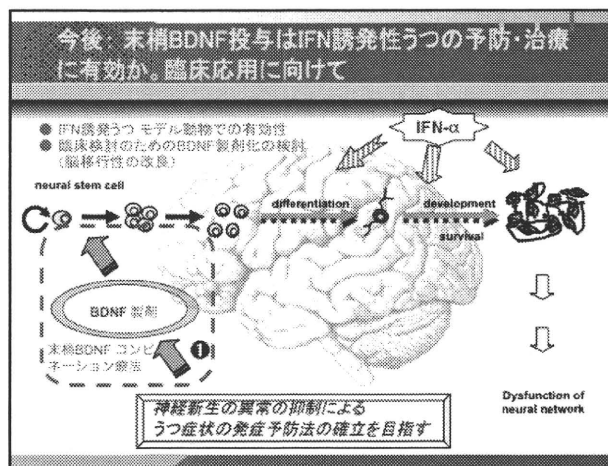 今後：末梢BDNF投与はIFN誘発性うつの予防・治療
に有効か。臨床応用に向けて
● IFN誘発うつ モデル動物での有効性
● 臨床検討のためのBDNF製剤化の検討
(脳移行性の改良)
IFN-α
neural stem cell
differentiation
development
survival
BDNF 製剤
末梢BDNF コンビ
ネーション療法
❶
Dysfunction of
neural network
神経新生の異常の抑制による
うつ症状の発症予防法の確立を目指す